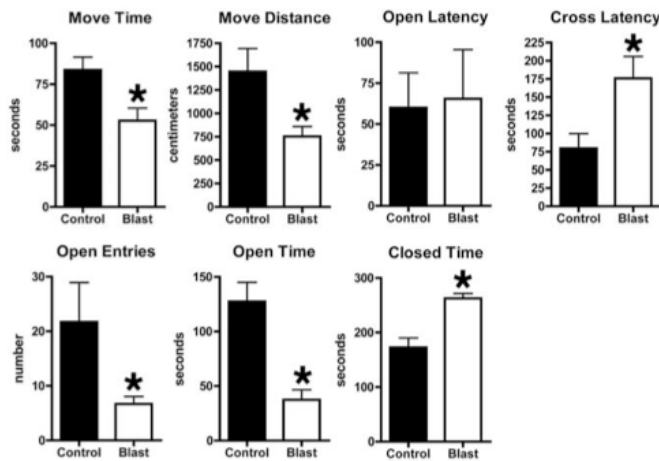 Move Time
seconds
100
75
50
25
0
Control Blast
*
Move Distance
centimeters
1750
1500
1250
1000
750
500
250
0
Control Blast
*
Open Latency
seconds
100
75
50
25
0
Control Blast
Cross Latency
seconds
225
200
175
150
125
100
75
50
25
0
Control Blast
*
Open Entries
number
30
20
10
0
Control Blast
*
Open Time
seconds
150
100
50
0
Control Blast
*
Closed Time
seconds
300
200
100
0
Control Blast
*